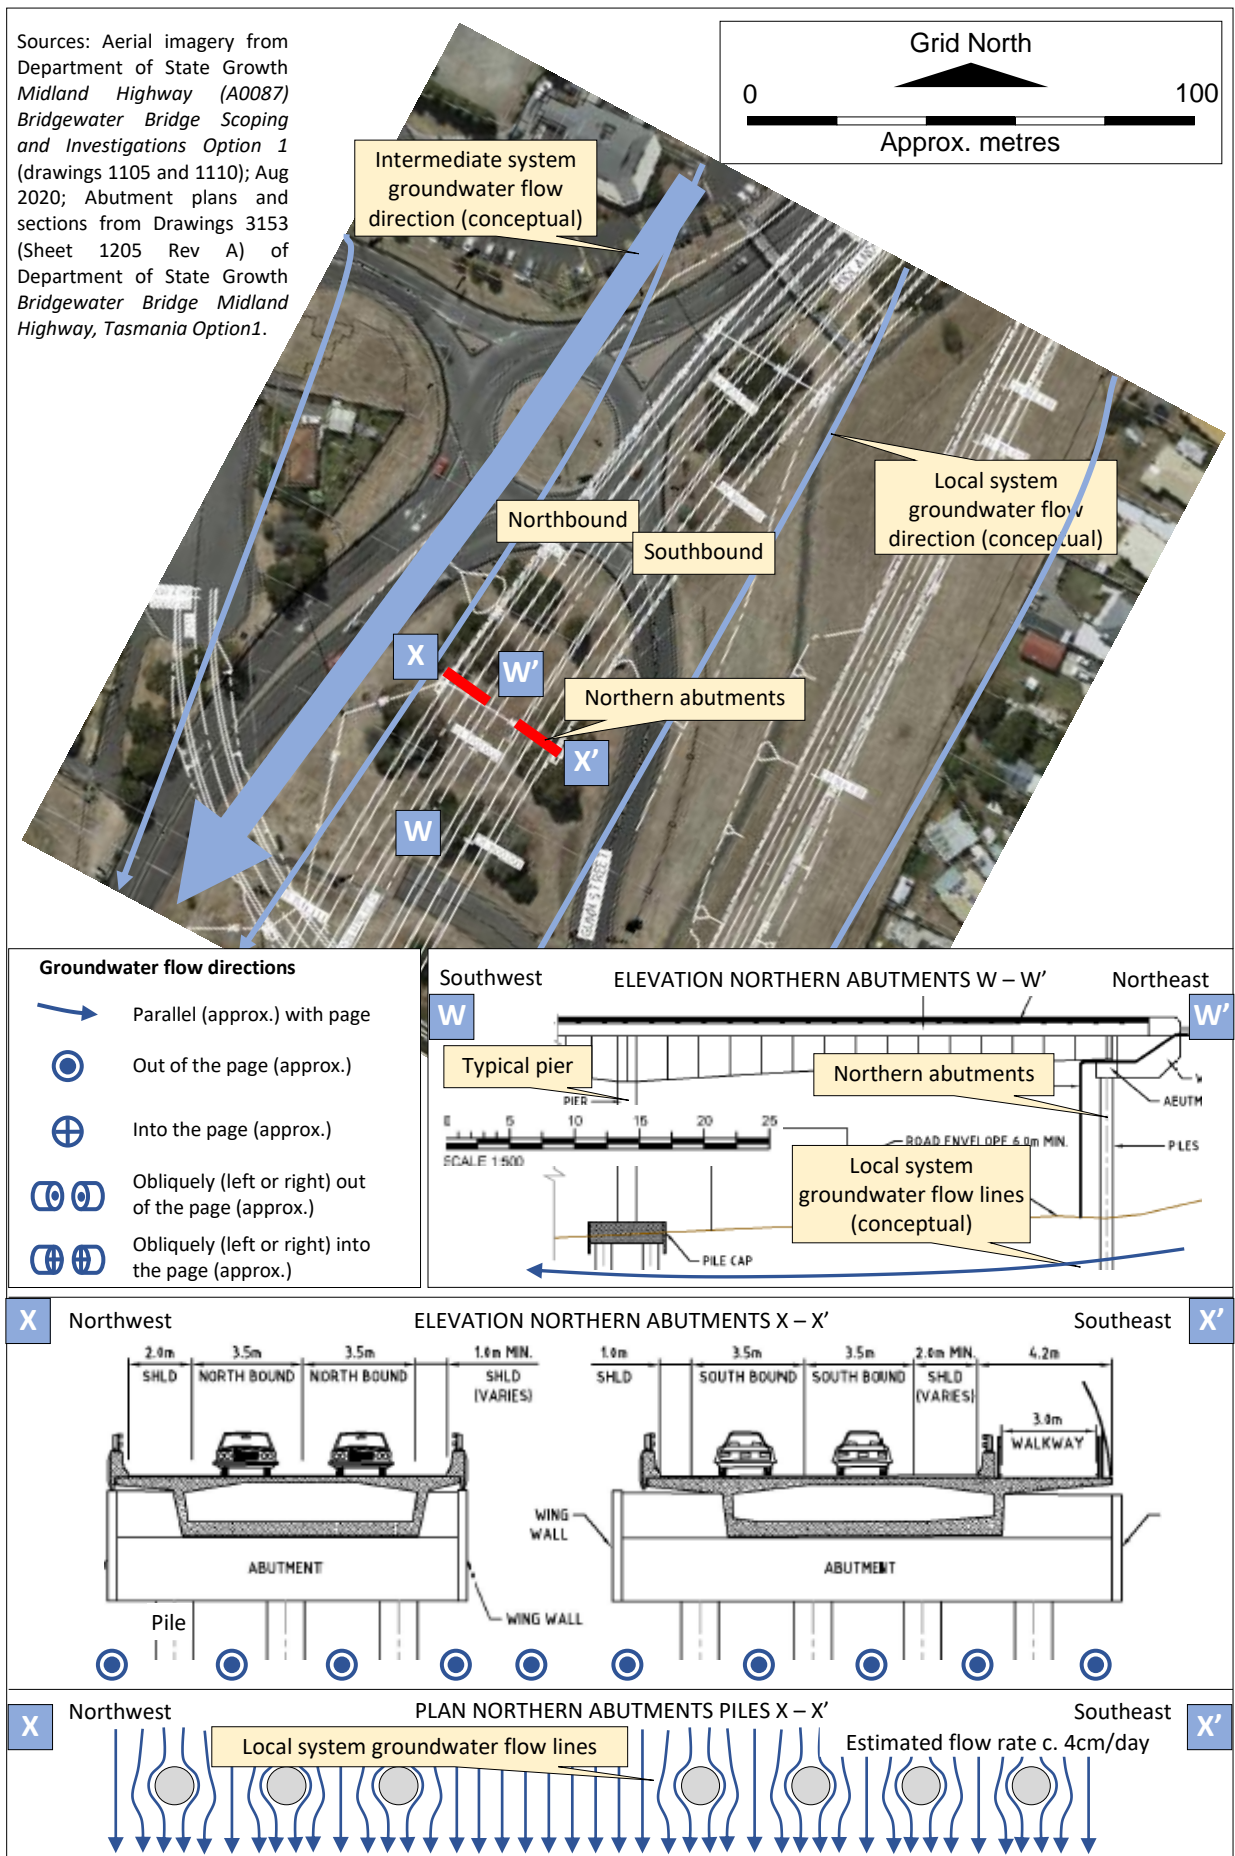 Sources: Aerial imagery from
Department of State Growth
Midland Highway (A0087)
Bridgewater Bridge Scoping
and Investigations Option 1
(drawings 1105 and 1110); Aug
2020; Abutment plans and
sections from Drawings 3153
(Sheet 1205 Rev A) of
Department of State Growth
Bridgewater Bridge Midland
Highway, Tasmania Option1.
Grid North
0 100
Approx. metres
Intermediate system
groundwater flow
direction (conceptual)
Local system
groundwater flow
direction (conceptual)
Northbound
Southbound
X
W'
Northern abutments
X'
W
GUNN STREET
Groundwater flow directions
Parallel (approx.) with page
Out of the page (approx.)
Into the page (approx.)
Obliquely (left or right) out
of the page (approx.)
Obliquely (left or right) into
the page (approx.)
Southwest ELEVATION NORTHERN ABUTMENTS W – W' Northeast
W W'
Typical pier
Northern abutments
PIER
ABUTM
5 10 15 20 25
SCALE 1:500
ROAD ENVELOPE 6.0m MIN.
PILES
Local system
groundwater flow lines
(conceptual)
PILE CAP
X Northwest ELEVATION NORTHERN ABUTMENTS X – X' Southeast X'
2.0m 3.5m 3.5m 1.0m MIN. 1.0m 3.5m 3.5m 2.0m MIN. 4.2m
SHLD NORTH BOUND NORTH BOUND SHLD (VARIES) SHLD SOUTH BOUND SOUTH BOUND SHLD (VARIES)
3.0m
WALKWAY
WING
WALL
ABUTMENT ABUTMENT
Pile
WING WALL
X Northwest PLAN NORTHERN ABUTMENTS PILES X – X' Southeast X'
Local system groundwater flow lines
Estimated flow rate c. 4cm/day